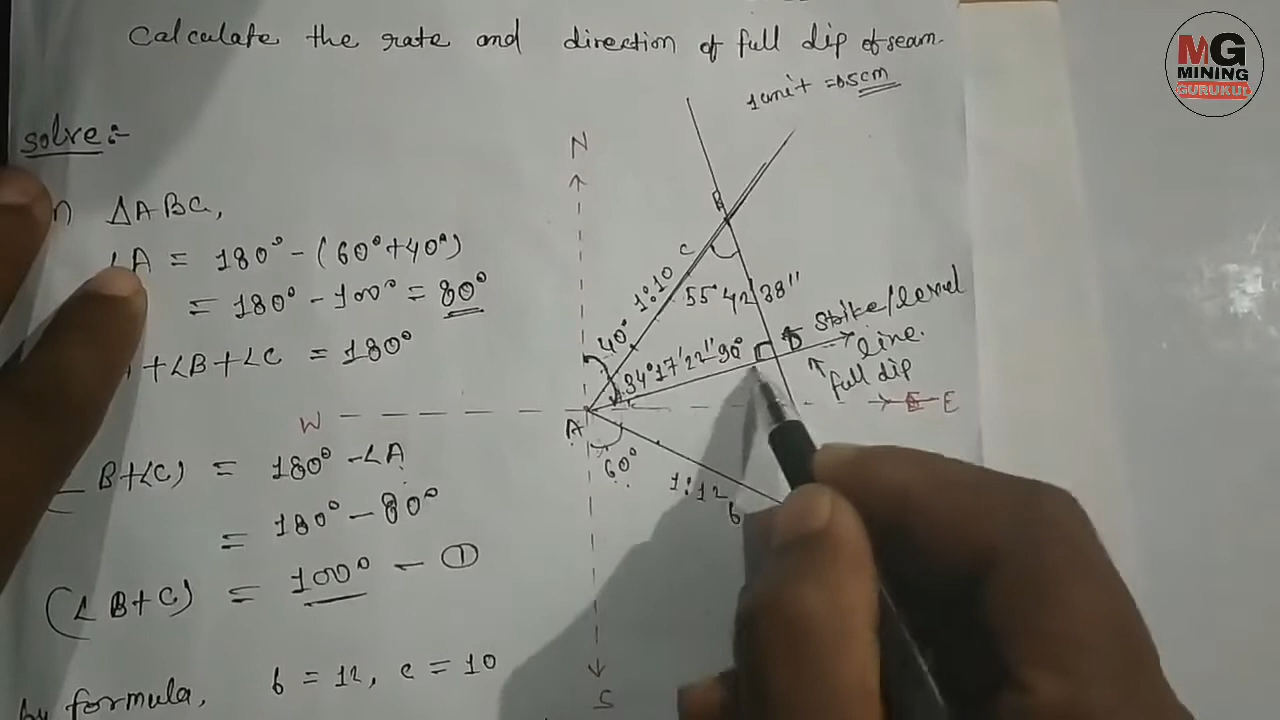 Calculate the rate and direction of full dip of seam.
1 unit = 0.5cm
MG
MINING
GURUKUL
Solve:-
N
ΔABC,
∠A = 180° - (60° + 40°)
= 180° - 100° = 80°
+ ∠B + ∠C = 180°
B
C
1:10
40°
55° 42' 38"
34° 17' 22" 90°
D
Strike/level
line.
full dip
W
E E
A
60°
1:12
b
B + ∠C) = 180° - ∠A
= 180° - 80°
(∠B + C) = 100° — ①
by formula, b = 12, c = 10
S